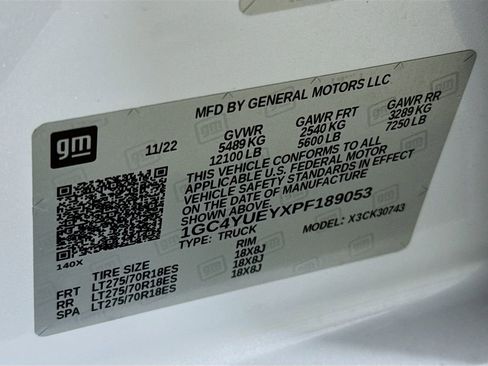 MFD BY GENERAL MOTORS LLC
gm
11/22 GVWR GAWR FRT GAWR RR
5489 KG 2540 KG 3289 KG
12100 LB 5600 LB 7250 LB
THIS VEHICLE CONFORMS TO ALL
APPLICABLE U.S. FEDERAL MOTOR
VEHICLE SAFETY STANDARDS IN EFFECT
ON THE DATE OF MANUFACTURE
SHOWN ABOVE.
1GC4YUEYXPF189053
TYPE: TRUCK MODEL: X3CK30743
140X
TIRE SIZE RIM
FRT LT275/70R18ES 18X8J
RR LT275/70R18ES 18X8J
SPA LT275/70R18ES 18X8J